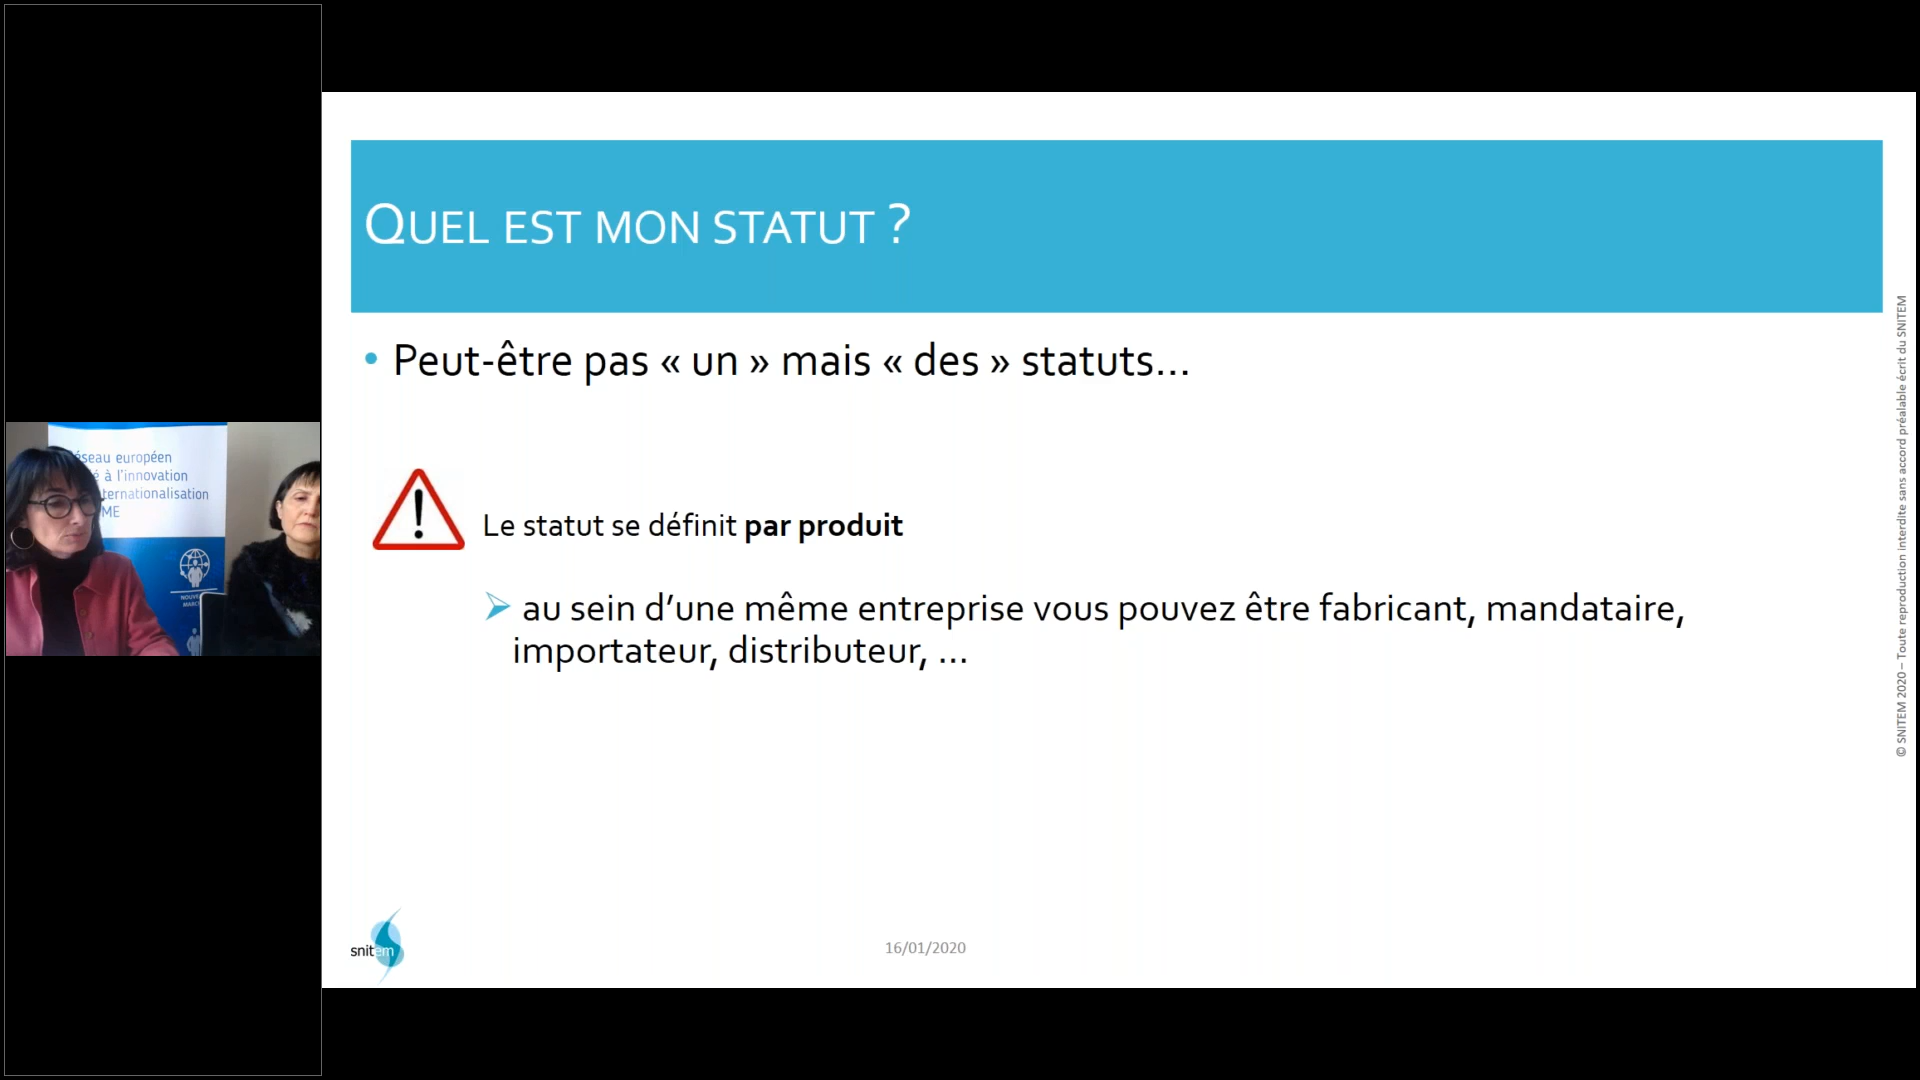 éseau européen
é à l'innovation
ternationalisation
ME
NOUV
MARC
QUEL EST MON STATUT ?
• Peut-être pas « un » mais « des » statuts...
Le statut se définit par produit
au sein d’une même entreprise vous pouvez être fabricant, mandataire,
importateur, distributeur, ...
snitem
16/01/2020
© SNITEM 2020 – Toute reproduction interdite sans accord préalable écrit du SNITEM